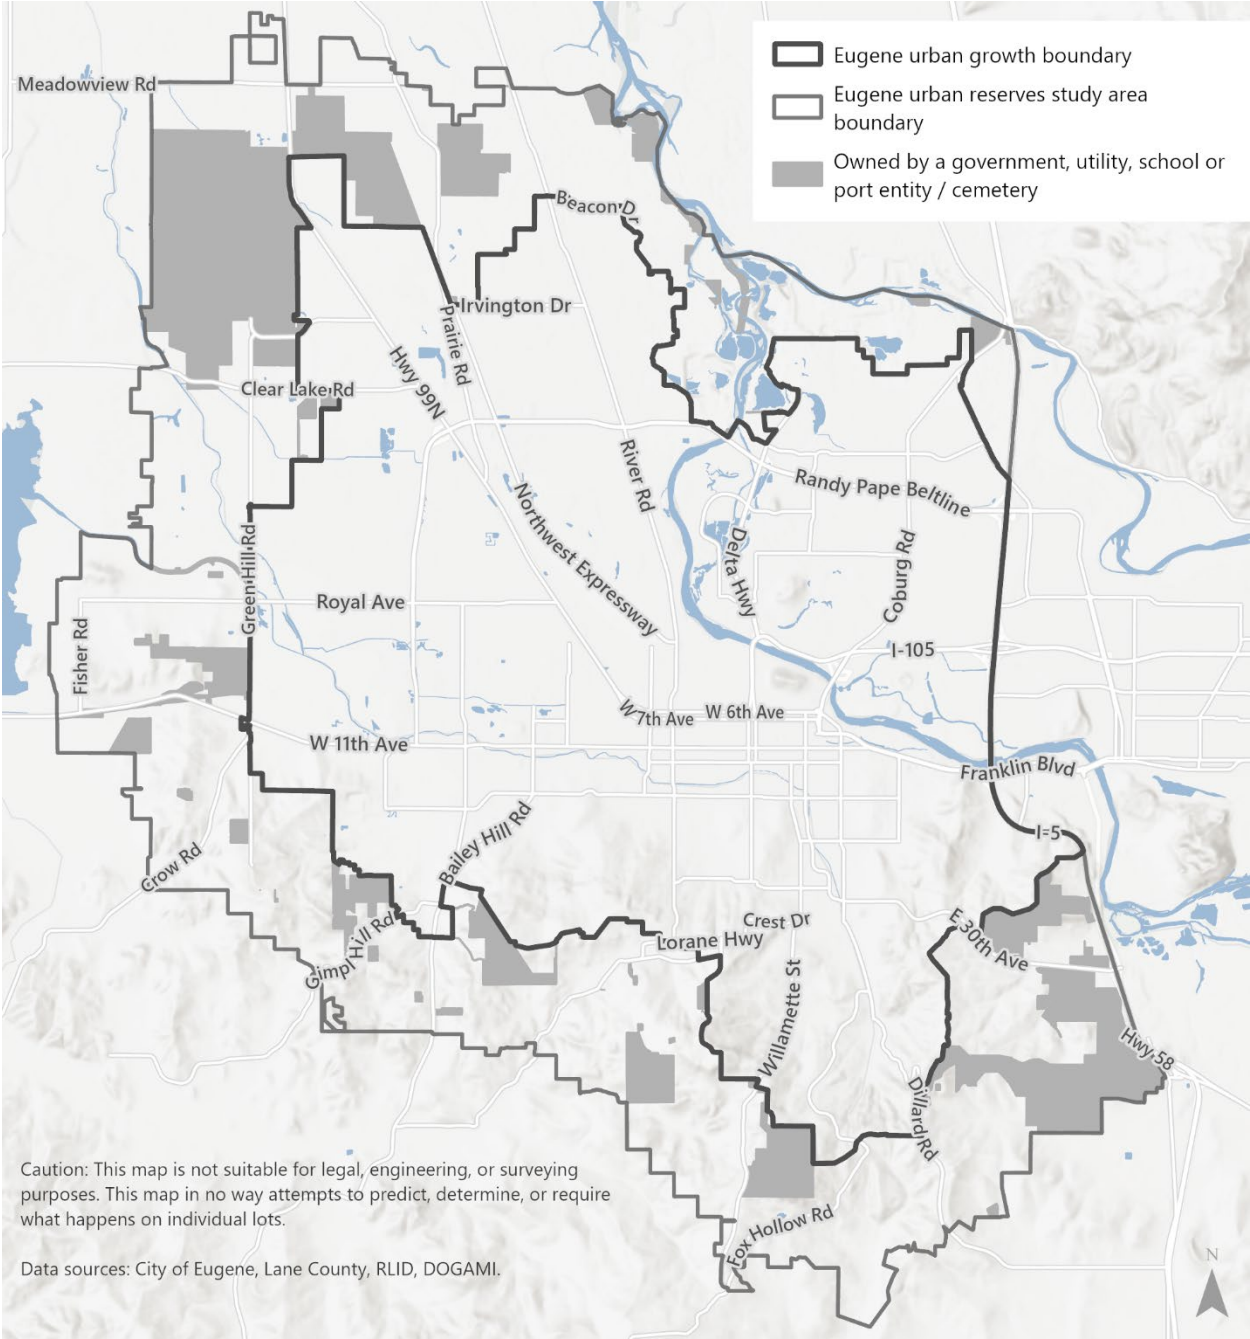 Eugene urban growth boundary
Eugene urban reserves study area
boundary
Owned by a government, utility, school or
port entity / cemetery
Meadowview Rd
Beacon Dr
Irvington Dr
Prairie Rd
Hwy 99N
Clear Lake Rd
River Rd
Randy Pape Beltline
Northwest Expressway
Delta Hwy
Coburg Rd
Green Hill Rd
Royal Ave
Fisher Rd
I-105
W 7th Ave
W 6th Ave
W 11th Ave
Franklin Blvd
I-5
Bailey Hill Rd
Crow Rd
Gimpl Hill Rd
Crest Dr
Lorane Hwy
E 30th Ave
Willamette St
Hwy 58
Dillard Rd
Fox Hollow Rd
Caution: This map is not suitable for legal, engineering, or surveying
purposes. This map in no way attempts to predict, determine, or require
what happens on individual lots.
Data sources: City of Eugene, Lane County, RLID, DOGAMI.
N